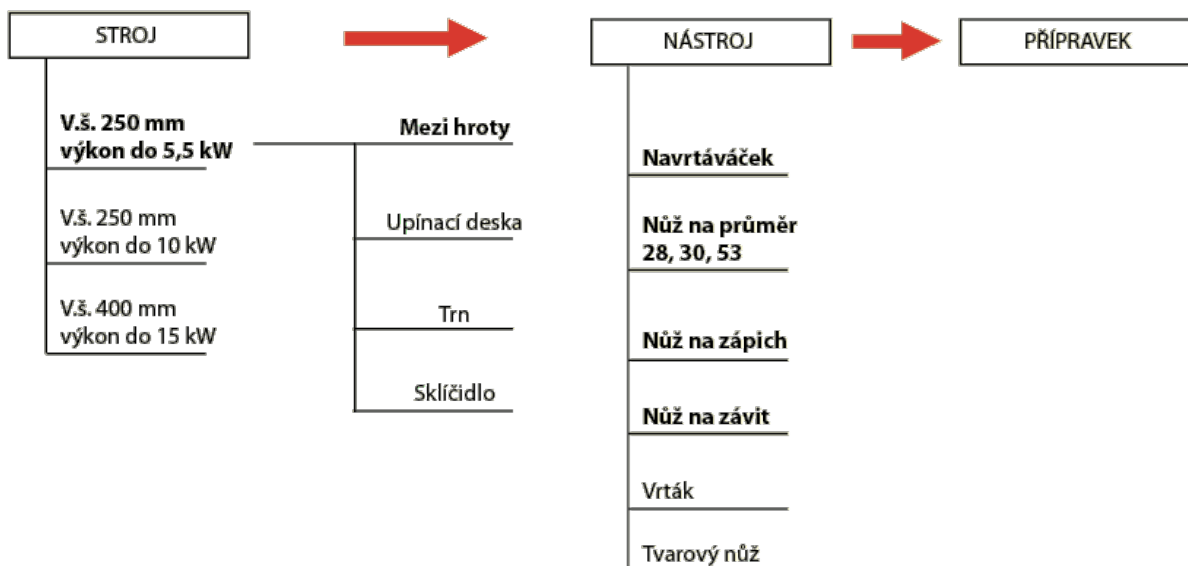 STROJ
V.š. 250 mm
výkon do 5,5 kW
V.š. 250 mm
výkon do 10 kW
V.š. 400 mm
výkon do 15 kW
Mezi hroty
Upínací deska
Trn
Sklíčidlo
NÁSTROJ
Navrtáváček
Nůž na průměr
28, 30, 53
Nůž na zápich
Nůž na závit
Vrták
Tvarový nůž
PŘÍPRAVEK